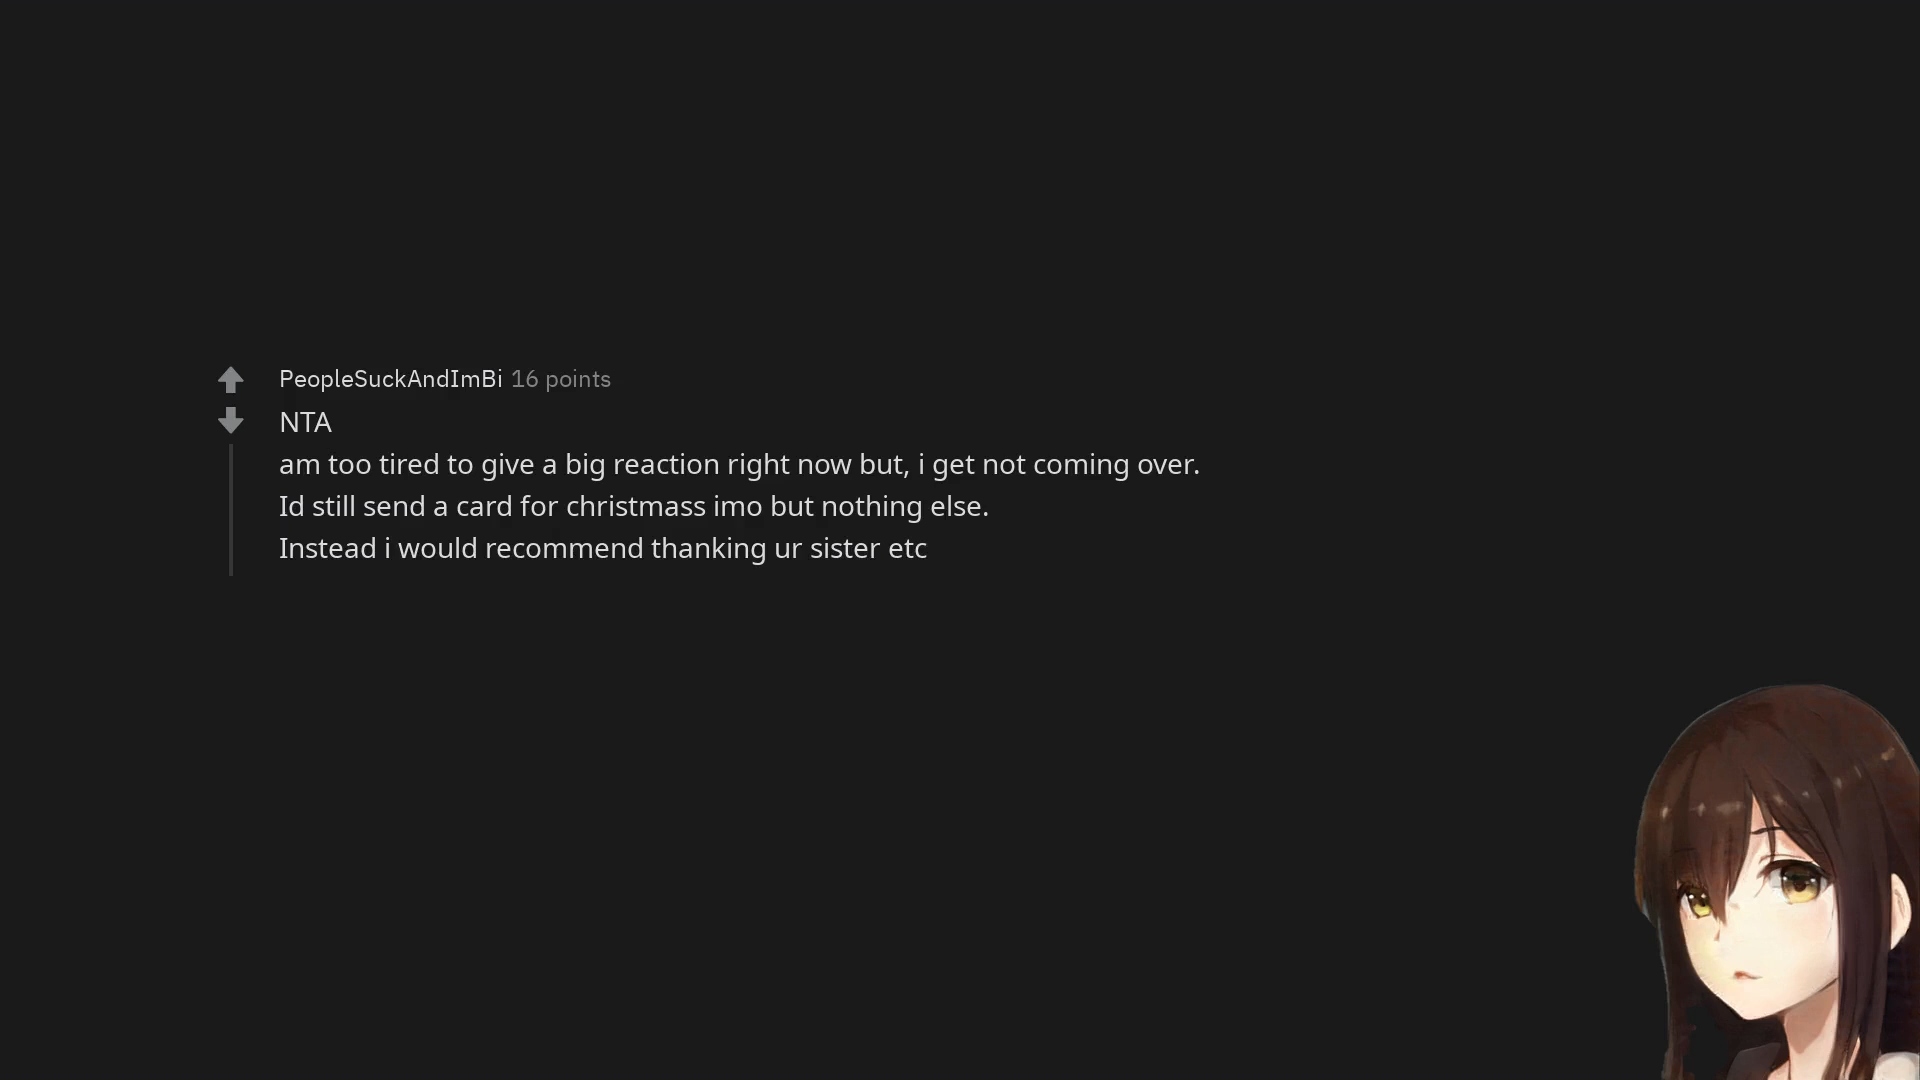 PeopleSuckAndImBi 16 points
NTA
am too tired to give a big reaction right now but, i get not coming over.
Id still send a card for christmass imo but nothing else.
Instead i would recommend thanking ur sister etc